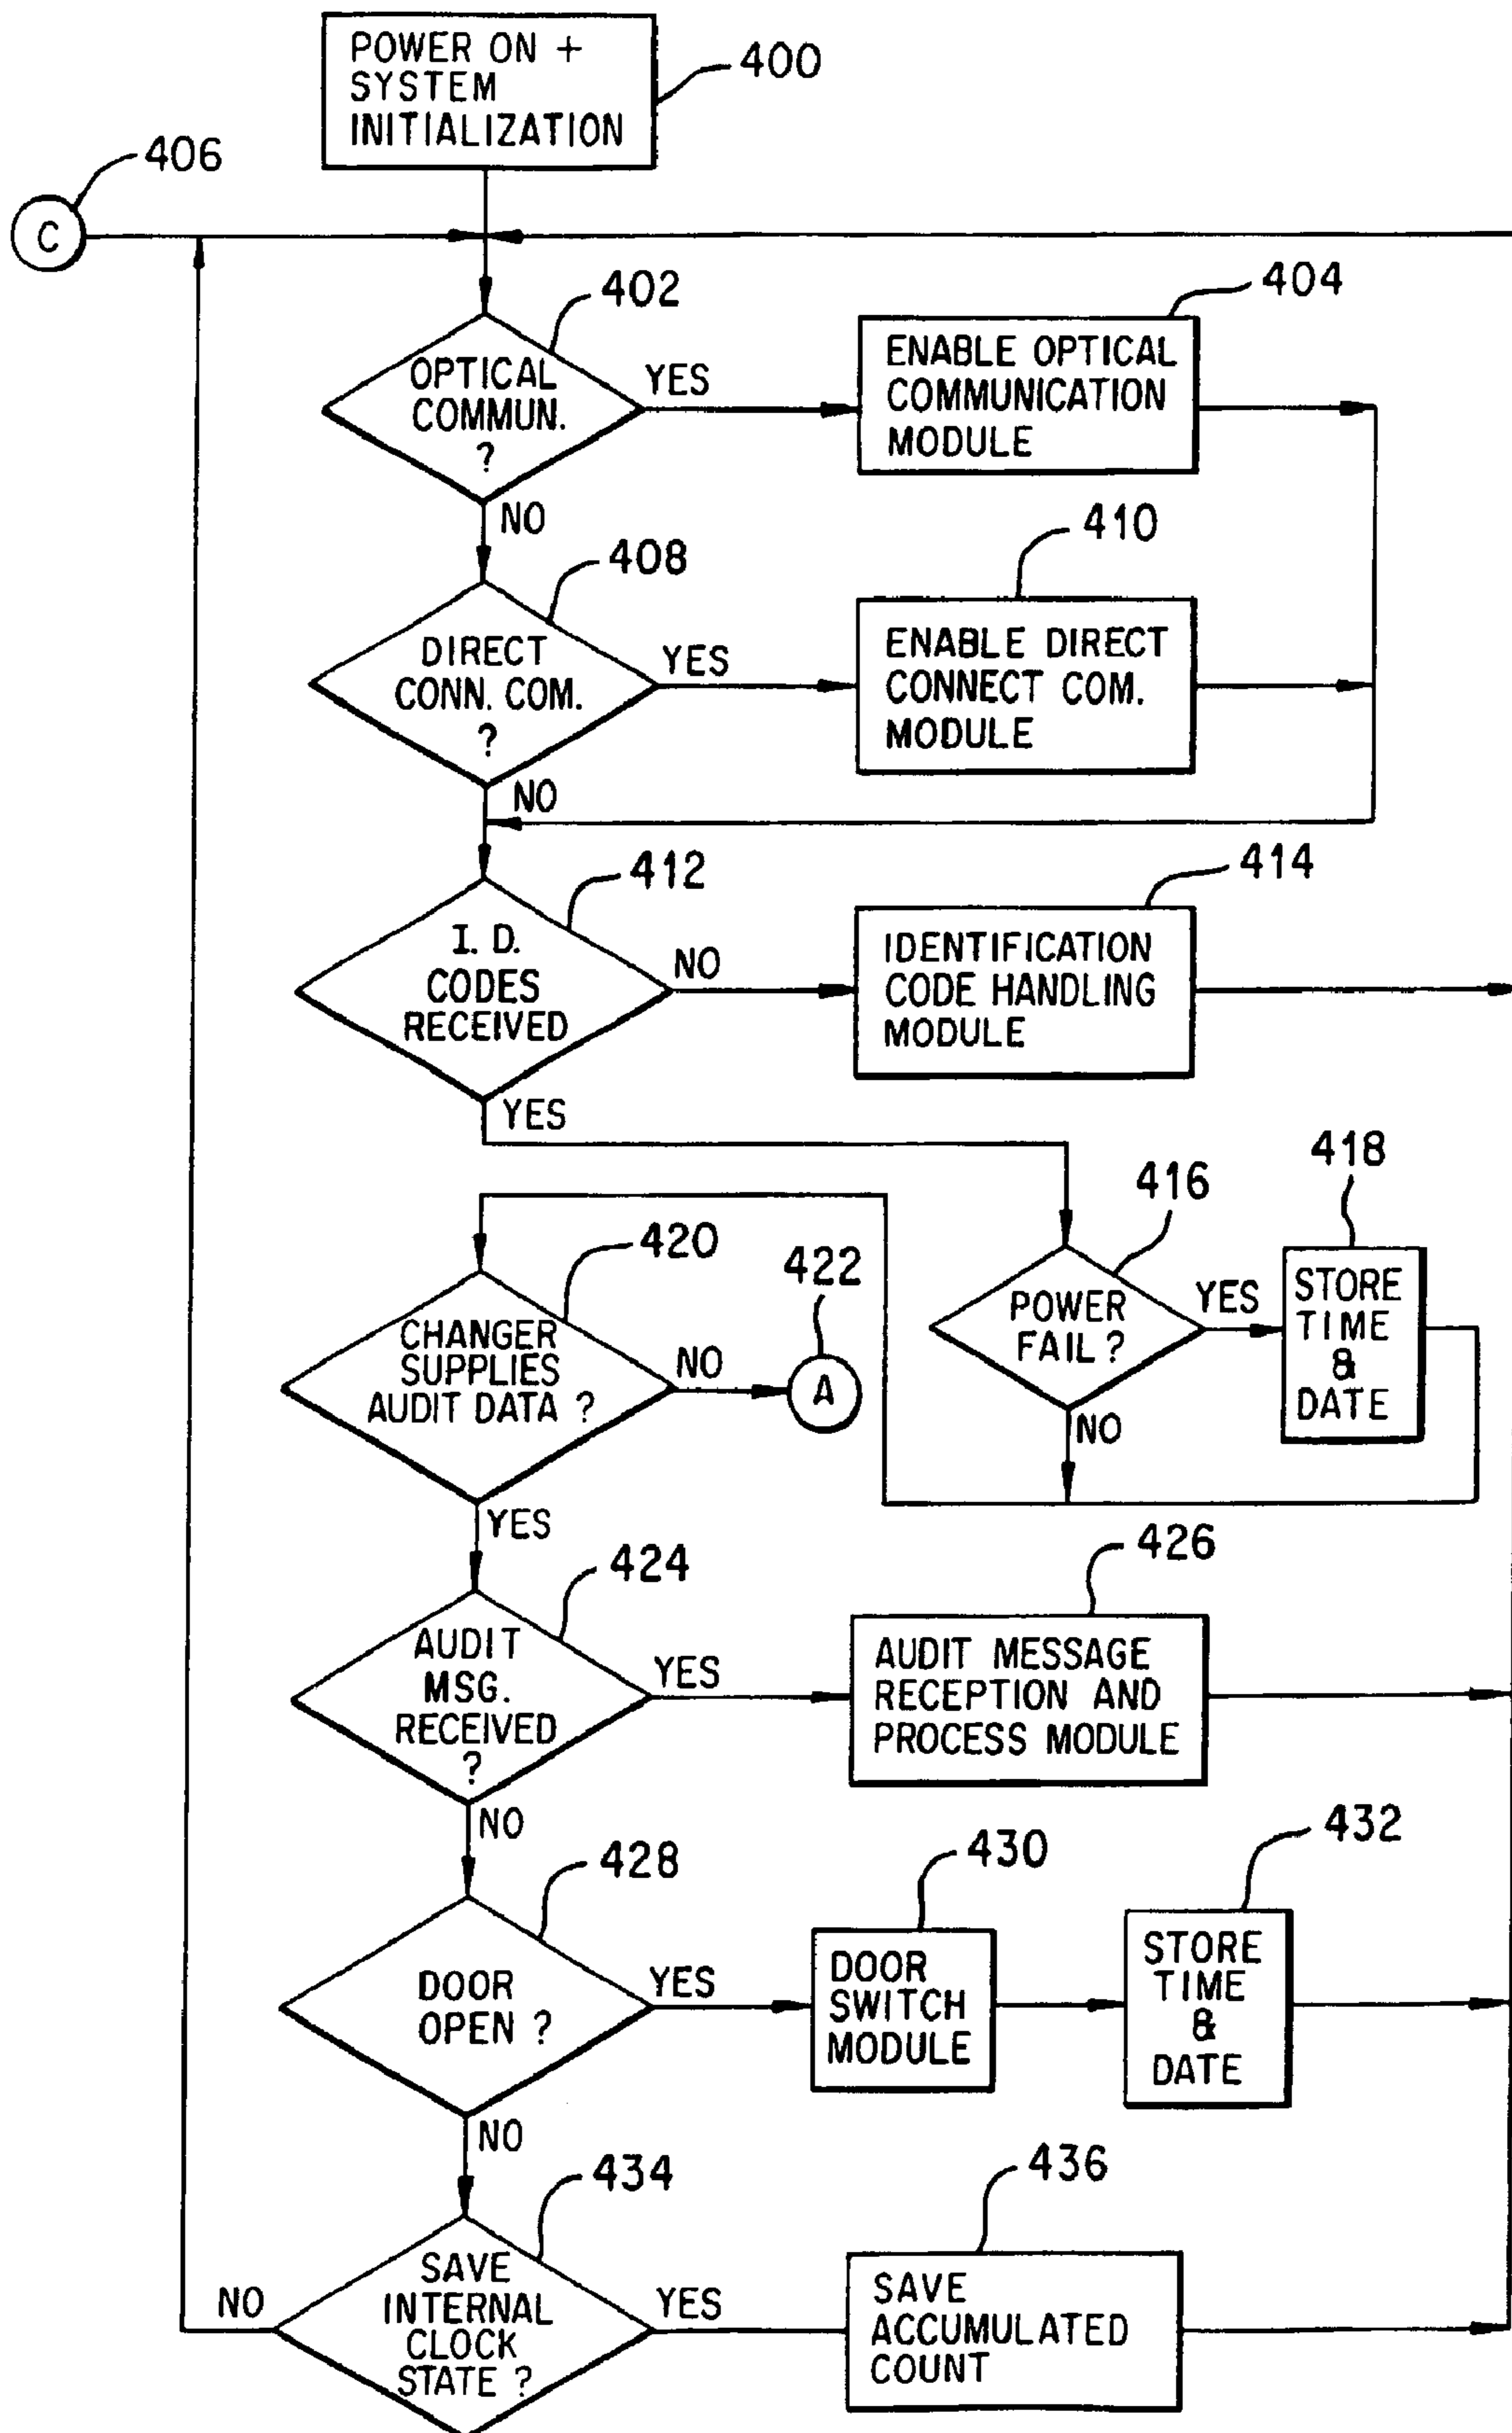 POWER ON +
SYSTEM
INITIALIZATION
400
406
C
402
OPTICAL
COMMUN.
?
YES
NO
404
ENABLE OPTICAL
COMMUNICATION
MODULE
408
DIRECT
CONN. COM.
?
YES
NO
410
ENABLE DIRECT
CONNECT COM.
MODULE
412
I. D.
CODES
RECEIVED
NO
YES
414
IDENTIFICATION
CODE HANDLING
MODULE
416
POWER
FAIL ?
YES
NO
418
STORE
TIME
&
DATE
420
CHANGER
SUPPLIES
AUDIT DATA ?
NO
YES
422
A
424
AUDIT
MSG.
RECEIVED
?
YES
NO
426
AUDIT MESSAGE
RECEPTION AND
PROCESS MODULE
428
DOOR
OPEN ?
YES
NO
430
DOOR
SWITCH
MODULE
432
STORE
TIME
&
DATE
434
SAVE
INTERNAL
CLOCK
STATE ?
NO
YES
436
SAVE
ACCUMULATED
COUNT